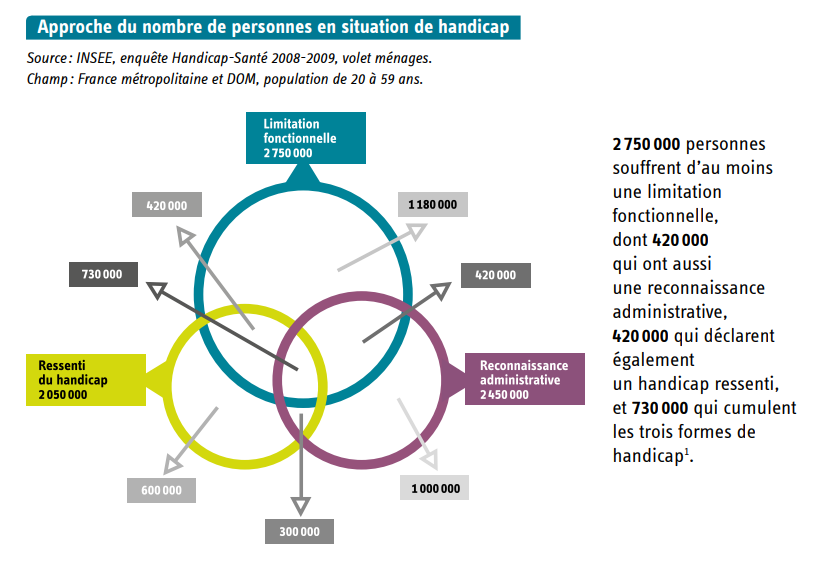 Approche du nombre de personnes en situation de handicap
Source : INSEE, enquête Handicap-Santé 2008-2009, volet ménages.
Champ : France métropolitaine et DOM, population de 20 à 59 ans.
Limitation
fonctionnelle
2 750 000
420 000
1 180 000
730 000
420 000
Ressenti
du handicap
2 050 000
Reconnaissance
administrative
2 450 000
600 000
1 000 000
300 000
2 750 000 personnes
souffrent d'au moins
une limitation
fonctionnelle,
dont 420 000
qui ont aussi
une reconnaissance
administrative,
420 000 qui déclarent
également
un handicap ressenti,
et 730 000 qui cumulent
les trois formes de
handicap¹.